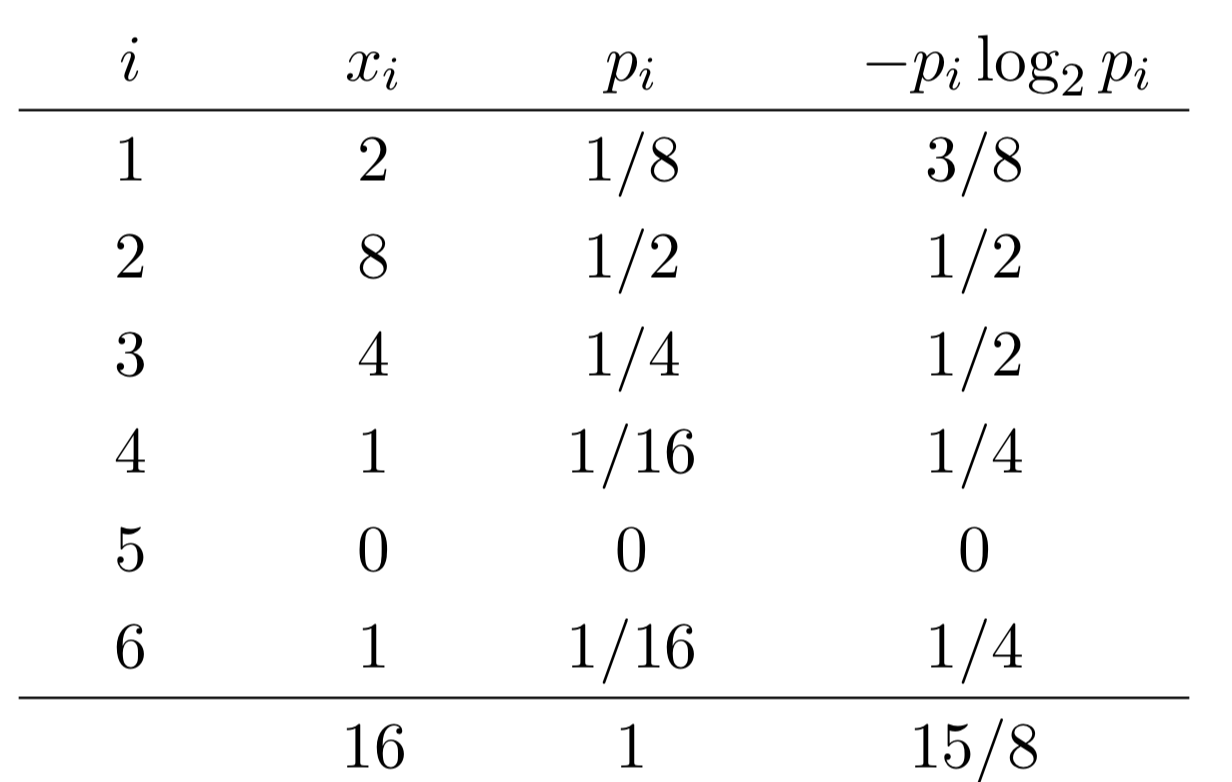 i x_i p_i −p_i log_2 p_i
1 2 1/8 3/8
2 8 1/2 1/2
3 4 1/4 1/2
4 1 1/16 1/4
5 0 0 0
6 1 1/16 1/4
16 1 15/8